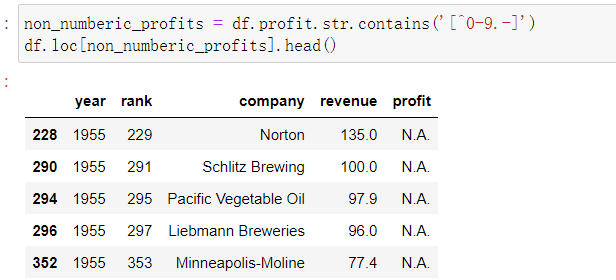 : non_numberic_profits = df.profit.str.contains('[^0-9.-]')
df.loc[non_numberic_profits].head()
:
year rank company revenue profit
228 1955 229 Norton 135.0 N.A.
290 1955 291 Schlitz Brewing 100.0 N.A.
294 1955 295 Pacific Vegetable Oil 97.9 N.A.
296 1955 297 Liebmann Breweries 96.0 N.A.
352 1955 353 Minneapolis-Moline 77.4 N.A.